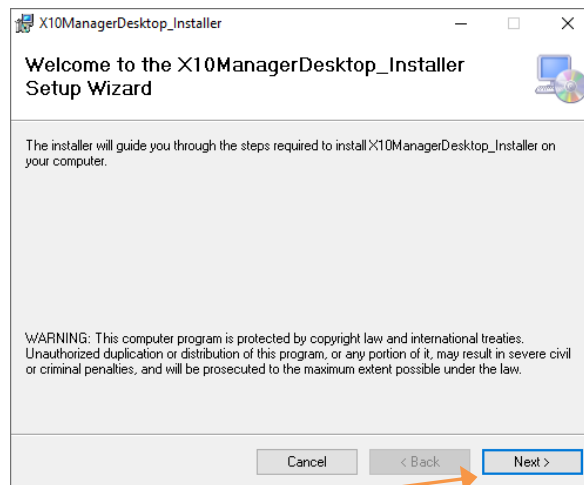 X10ManagerDesktop_Installer
Welcome to the X10ManagerDesktop_Installer
Setup Wizard
The installer will guide you through the steps required to install X10ManagerDesktop_Installer on
your computer.
WARNING: This computer program is protected by copyright law and international treaties.
Unauthorized duplication or distribution of this program, or any portion of it, may result in severe civil
or criminal penalties, and will be prosecuted to the maximum extent possible under the law.
Cancel < Back Next >